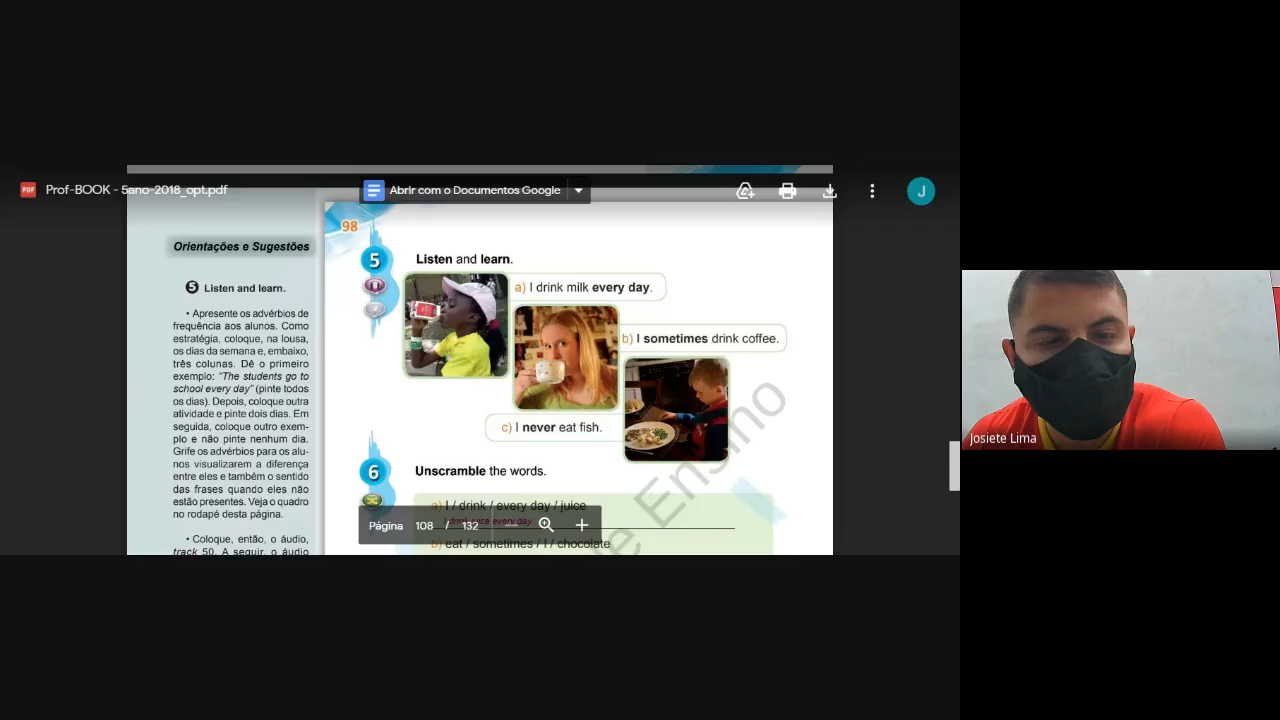 PDF
Prof-BOOK - 5ano-2018_opt.pdf
Abrir com o Documentos Google
J
Orientações e Sugestões
5 Listen and learn.
• Apresente os advérbios de
frequência aos alunos. Como
estratégia, coloque, na lousa,
os dias da semana e, embaixo,
três colunas. Dê o primeiro
exemplo: "The students go to
school every day" (pinte todos
os dias). Depois, coloque outra
atividade e pinte dois dias. Em
seguida, coloque outro exem-
plo e não pinte nenhum dia.
Grife os advérbios para os alu-
nos visualizarem a diferença
entre eles e também o sentido
das frases quando eles não
estão presentes. Veja o quadro
no rodapé desta página.
• Coloque, então, o áudio,
track 50. A seguir, o áudio
98
5
Listen and learn.
a) I drink milk every day.
b) I sometimes drink coffee.
c) I never eat fish.
6
Unscramble the words.
a) I / drink / every day / juice
I drink juice every day.
b) eat / sometimes / I / chocolate
Página 108 / 132
e Ensino
Josiete Lima